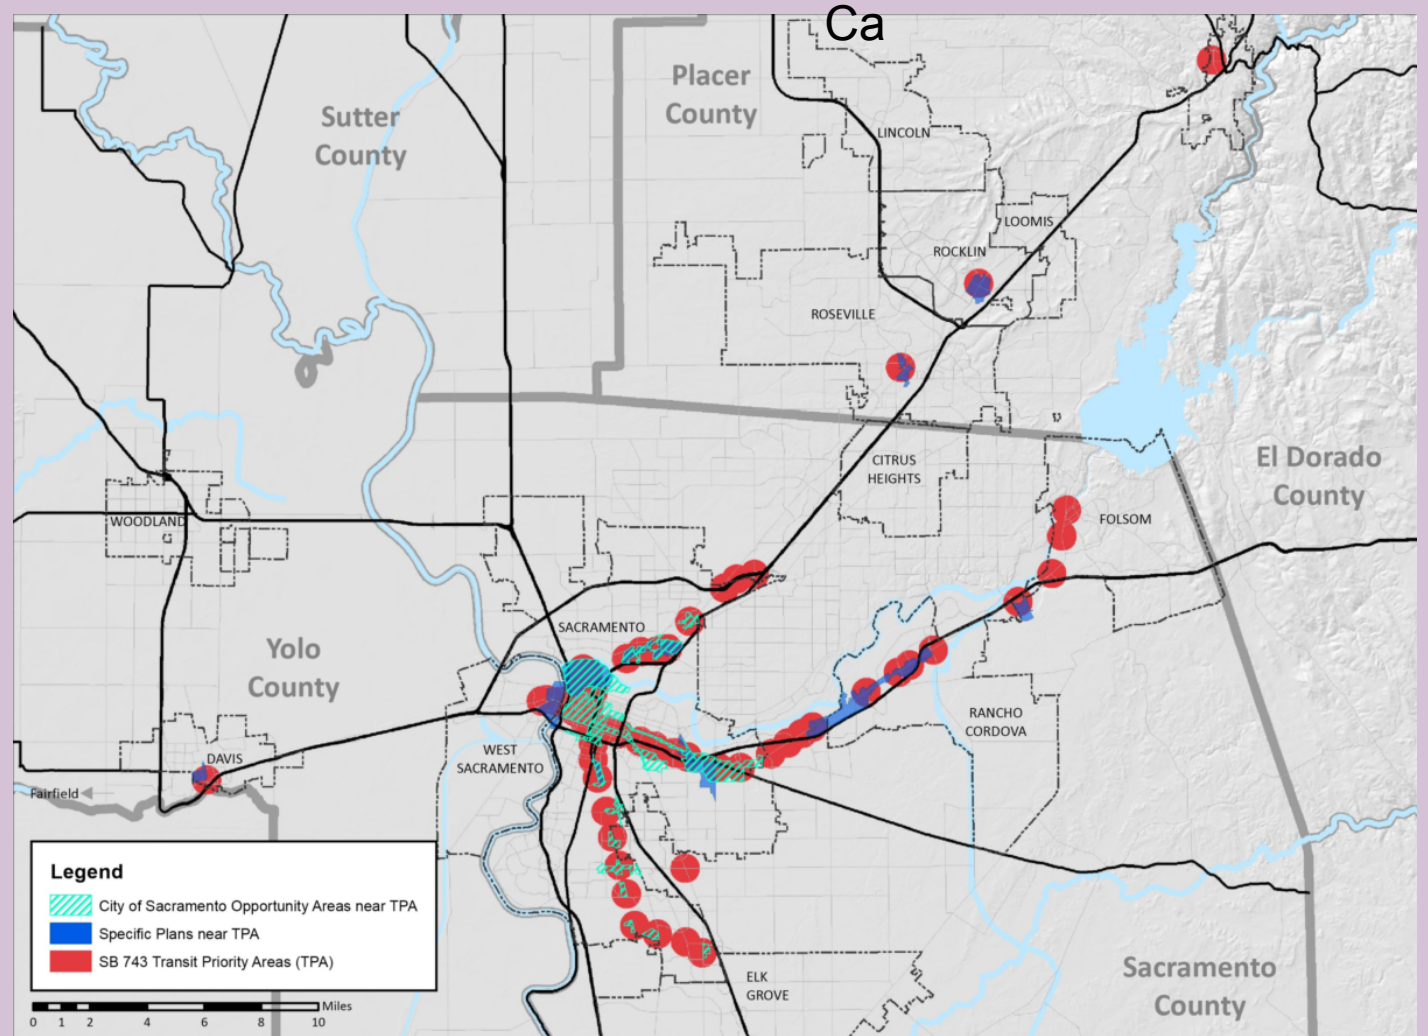 Ca
Placer
County
Sutter
County
LINCOLN
LOOMIS
ROCKLIN
ROSEVILLE
CITRUS
HEIGHTS
El Dorado
County
FOLSOM
WOODLAND
SACRAMENTO
Yolo
County
RANCHO
CORDOVA
WEST
SACRAMENTO
DAVIS
Fairfield
Legend
City of Sacramento Opportunity Areas near TPA
Specific Plans near TPA
SB 743 Transit Priority Areas (TPA)
ELK
GROVE
Sacramento
County
Miles
0 1 2 4 6 8 10